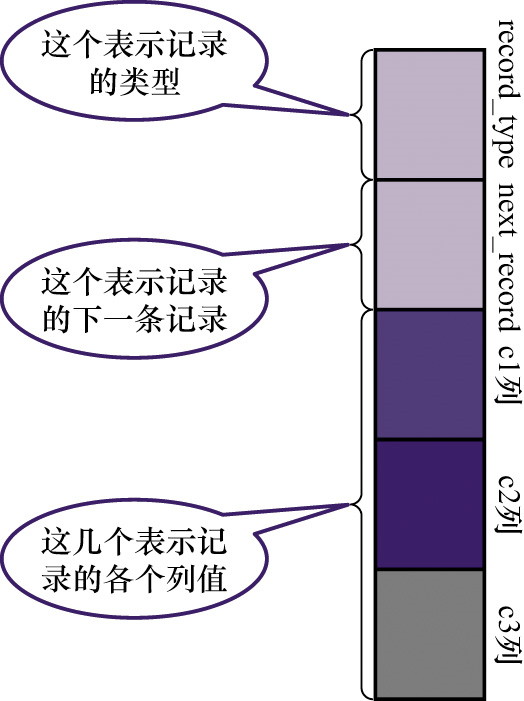 这个表示记录
的类型
record_type
这个表示记录
的下一条记录
next_record
这几个表示记
录的各个列值
c1列
c2列
c3列